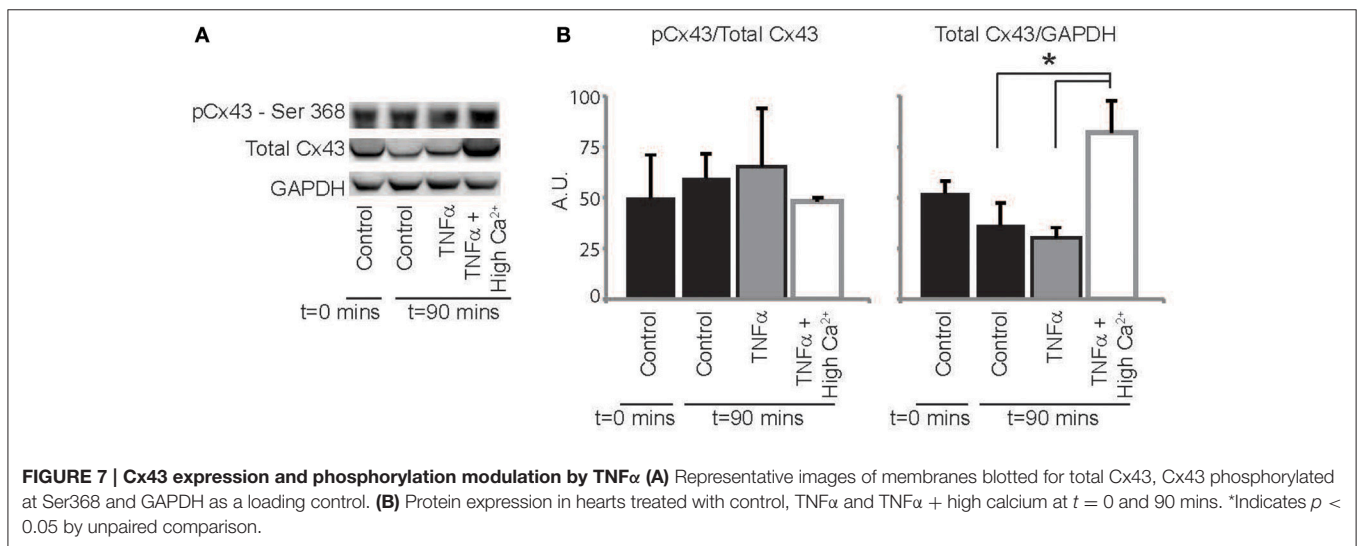 A
pCx43 - Ser 368
Total Cx43
GAPDH
Control
Control
TNFα
TNFα +
High Ca²⁺
t=0 mins
t=90 mins
B
pCx43/Total Cx43
Total Cx43/GAPDH
*
A.U.
100
75
50
25
0
Control
Control
TNFα
TNFα +
High Ca²⁺
t=0 mins
t=90 mins
Control
Control
TNFα
TNFα +
High Ca²⁺
t=0 mins
t=90 mins
FIGURE 7 | Cx43 expression and phosphorylation modulation by TNFα (A) Representative images of membranes blotted for total Cx43, Cx43 phosphorylated
at Ser368 and GAPDH as a loading control. (B) Protein expression in hearts treated with control, TNFα and TNFα + high calcium at t = 0 and 90 mins. *Indicates p <
0.05 by unpaired comparison.